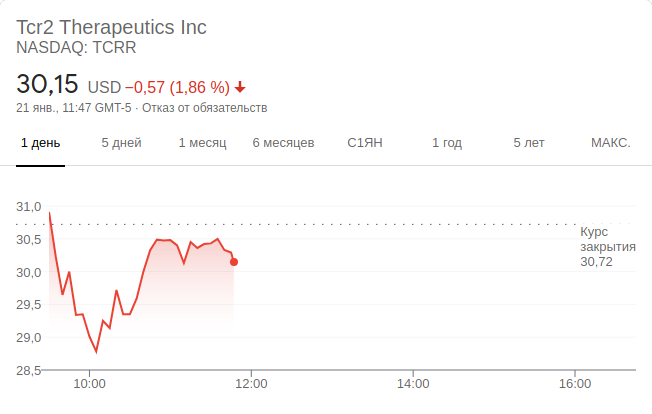 Tcr2 Therapeutics Inc
NASDAQ: TCRR
30,15 USD −0,57 (1,86 %)
21 янв., 11:47 GMT-5 · Отказ от обязательств
1 день 5 дней 1 месяц 6 месяцев С1ЯН 1 год 5 лет МАКС.
31,0
Курс
закрытия
30,72
30,5
30,0
29,5
29,0
28,5
10:00 12:00 14:00 16:00